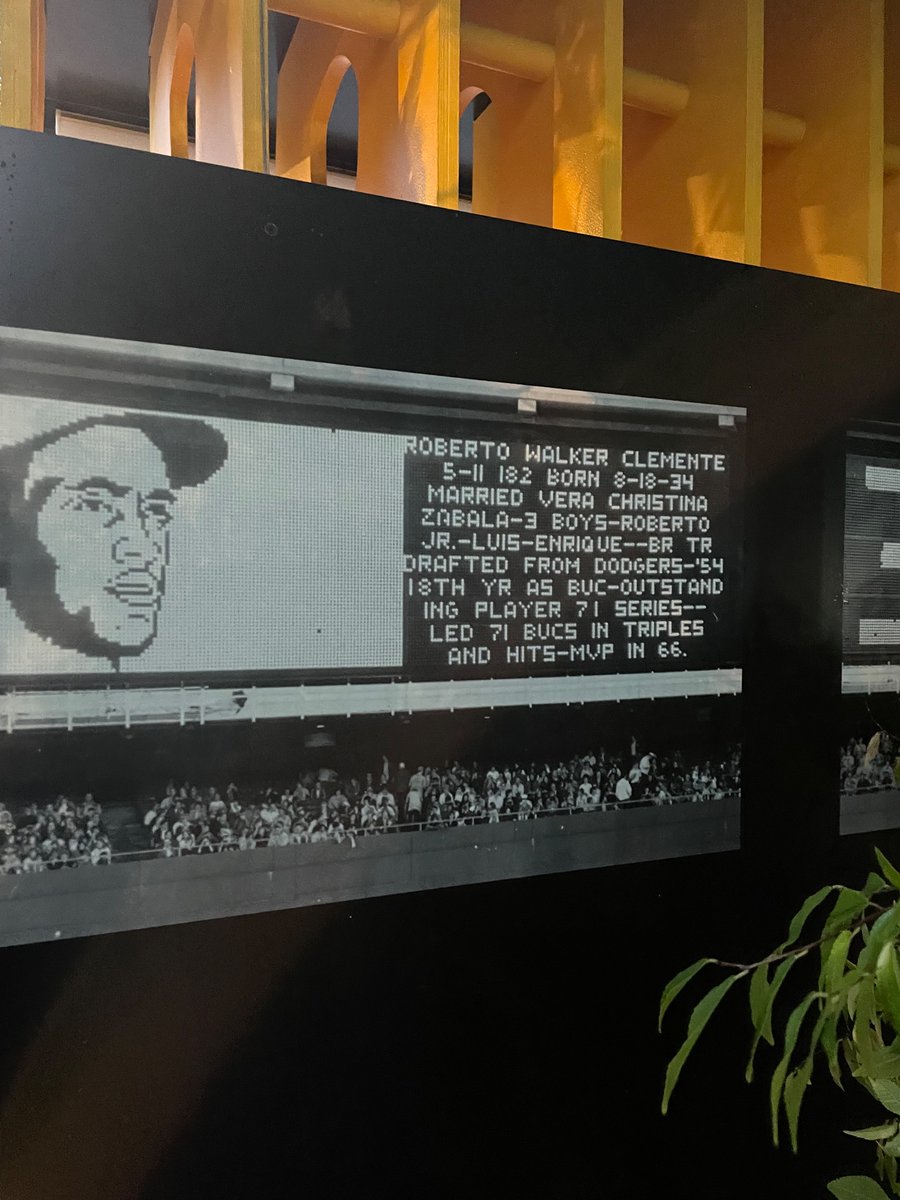 ROBERTO WALKER CLEMENTE
5-11 182 BORN 8-18-34
MARRIED VERA CHRISTINA
ZABALA-3 BOYS-ROBERTO
JR.-LUIS-ENRIQUE--BR TR
DRAFTED FROM DODGERS-'54
18TH YR AS BUC-OUTSTAND
ING PLAYER 71 SERIES--
LED 71 BUCS IN TRIPLES
AND HITS-MVP IN 66.